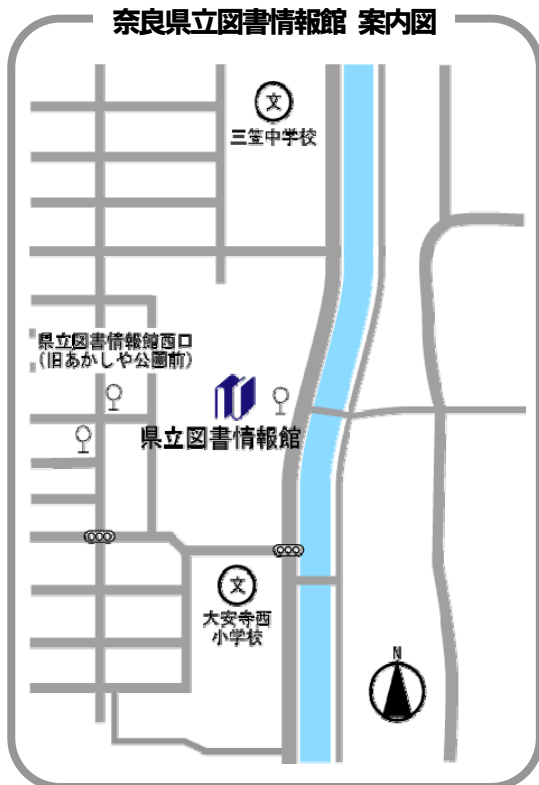 奈良県立図書情報館 案内図
文
三笠中学校
県立図書情報館西口
(旧あかしや公園前)
県立図書情報館
文
大安寺西
小学校
N